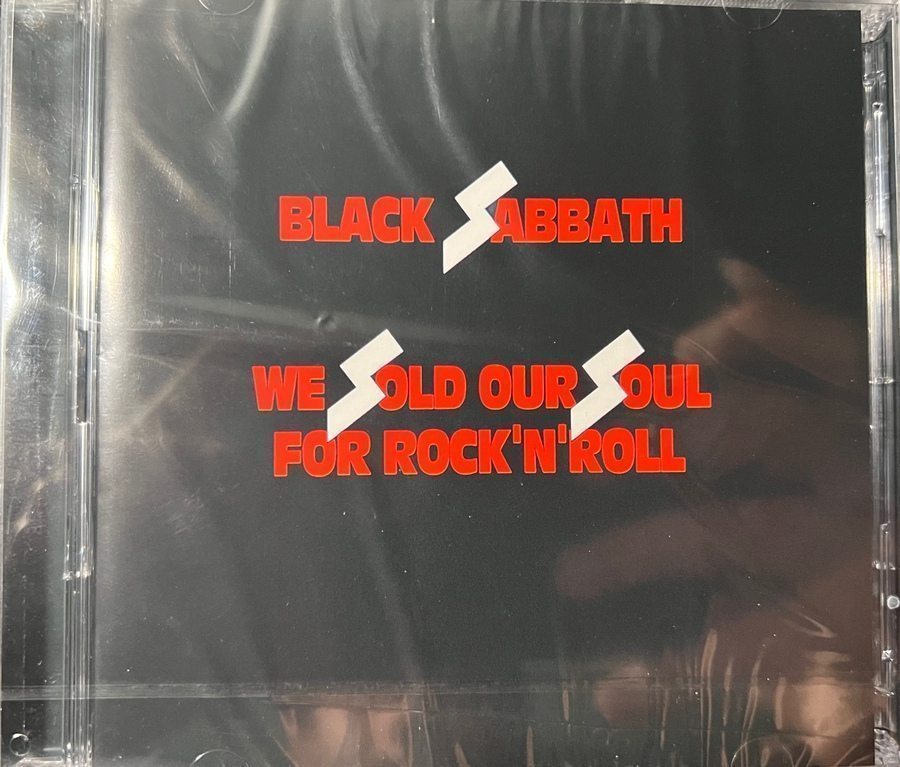 BLACK SABBATH
WE SOLD OUR SOUL
FOR ROCK'N'ROLL